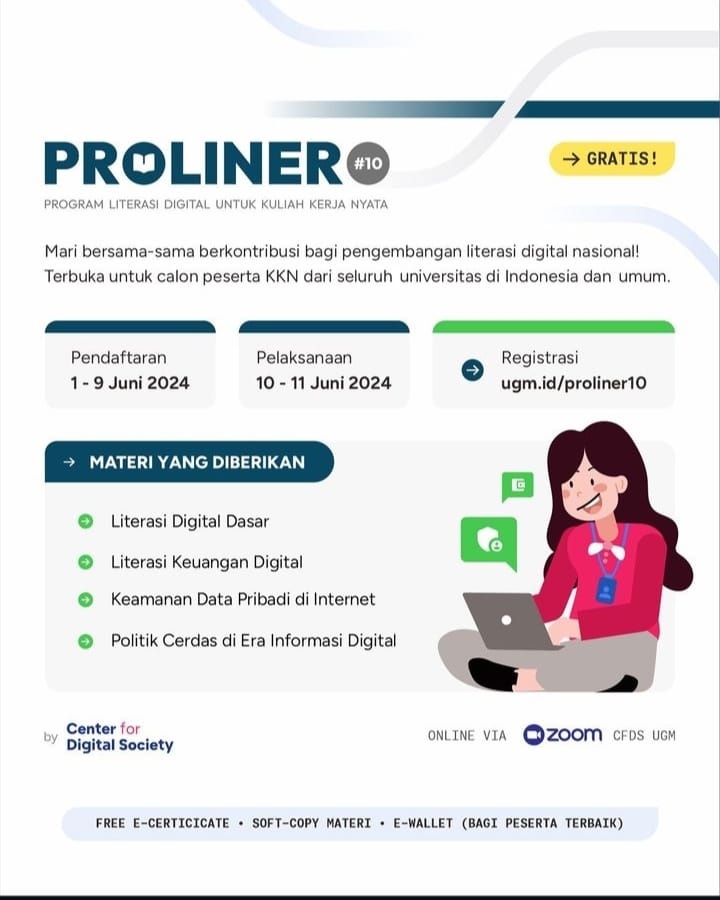 PROLINER #10
→ GRATIS!
PROGRAM LITERASI DIGITAL UNTUK KULIAH KERJA NYATA
Mari bersama-sama berkontribusi bagi pengembangan literasi digital nasional!
Terbuka untuk calon peserta KKN dari seluruh universitas di Indonesia dan umum.
Pendaftaran
1 - 9 Juni 2024
Pelaksanaan
10 - 11 Juni 2024
Registrasi
ugm.id/proliner10
MATERI YANG DIBERIKAN
Literasi Digital Dasar
Literasi Keuangan Digital
Keamanan Data Pribadi di Internet
Politik Cerdas di Era Informasi Digital
by Center for
Digital Society
ONLINE VIA zoom CFDS UGM
FREE E-CERTICICATE • SOFT-COPY MATERI • E-WALLET (BAGI PESERTA TERBAIK)